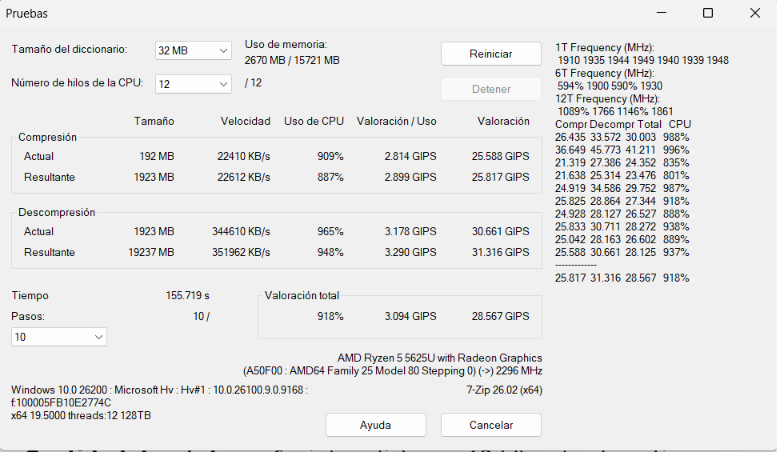 Pruebas
Tamaño del diccionario: 32 MB
Uso de memoria:
2670 MB / 15721 MB
Reiniciar
Número de hilos de la CPU: 12 / 12
Detener
Tamaño Velocidad Uso de CPU Valoración / Uso Valoración
Compresión
Actual 192 MB 22410 KB/s 909% 2.814 GIPS 25.588 GIPS
Resultante 1923 MB 22612 KB/s 887% 2.899 GIPS 25.817 GIPS
Descompresión
Actual 1923 MB 344610 KB/s 965% 3.178 GIPS 30.661 GIPS
Resultante 19237 MB 351962 KB/s 948% 3.290 GIPS 31.316 GIPS
Tiempo 155.719 s
Valoración total
Pasos: 10 /
918% 3.094 GIPS 28.567 GIPS
10
AMD Ryzen 5 5625U with Radeon Graphics
(A50F00 : AMD64 Family 25 Model 80 Stepping 0) (->) 2296 MHz
Windows 10.0 26200 : Microsoft Hv : Hv#1 : 10.0.26100.9.0.9168 :
f:100005FB10E2774C
x64 19.5000 threads:12 128TB
7-Zip 26.02 (x64)
Ayuda
Cancelar
1T Frequency (MHz):
1910 1935 1944 1949 1940 1939 1948
6T Frequency (MHz):
594% 1900 590% 1930
12T Frequency (MHz):
1089% 1766 1146% 1861
Compr Decompr Total CPU
26.435 33.572 30.003 988%
36.649 45.773 41.211 996%
21.319 27.386 24.352 835%
21.638 25.314 23.476 801%
24.919 34.586 29.752 987%
25.825 28.864 27.344 918%
24.928 28.127 26.527 888%
25.833 30.711 28.272 938%
25.042 28.163 26.602 889%
25.588 30.661 28.125 937%
-------------
25.817 31.316 28.567 918%